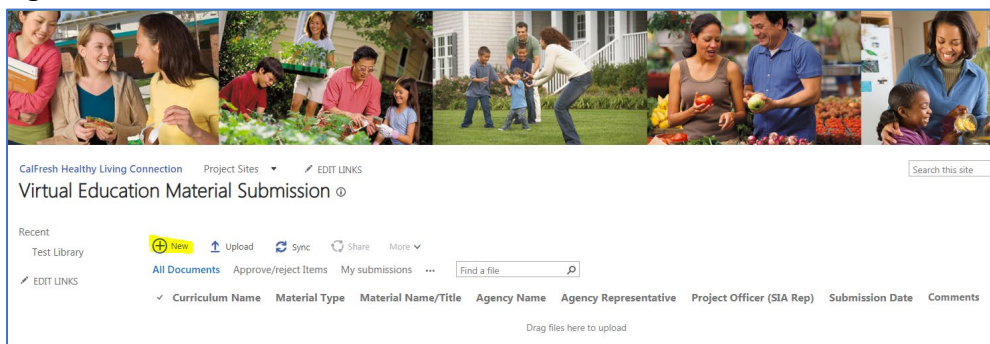 CalFresh Healthy Living Connection Project Sites EDIT LINKS
Search this site
Virtual Education Material Submission
Recent
Test Library
EDIT LINKS
New Upload Sync Share More
All Documents Approve/reject Items My submissions ... Find a file
Curriculum Name Material Type Material Name/Title Agency Name Agency Representative Project Officer (SIA Rep) Submission Date Comments
Drag files here to upload